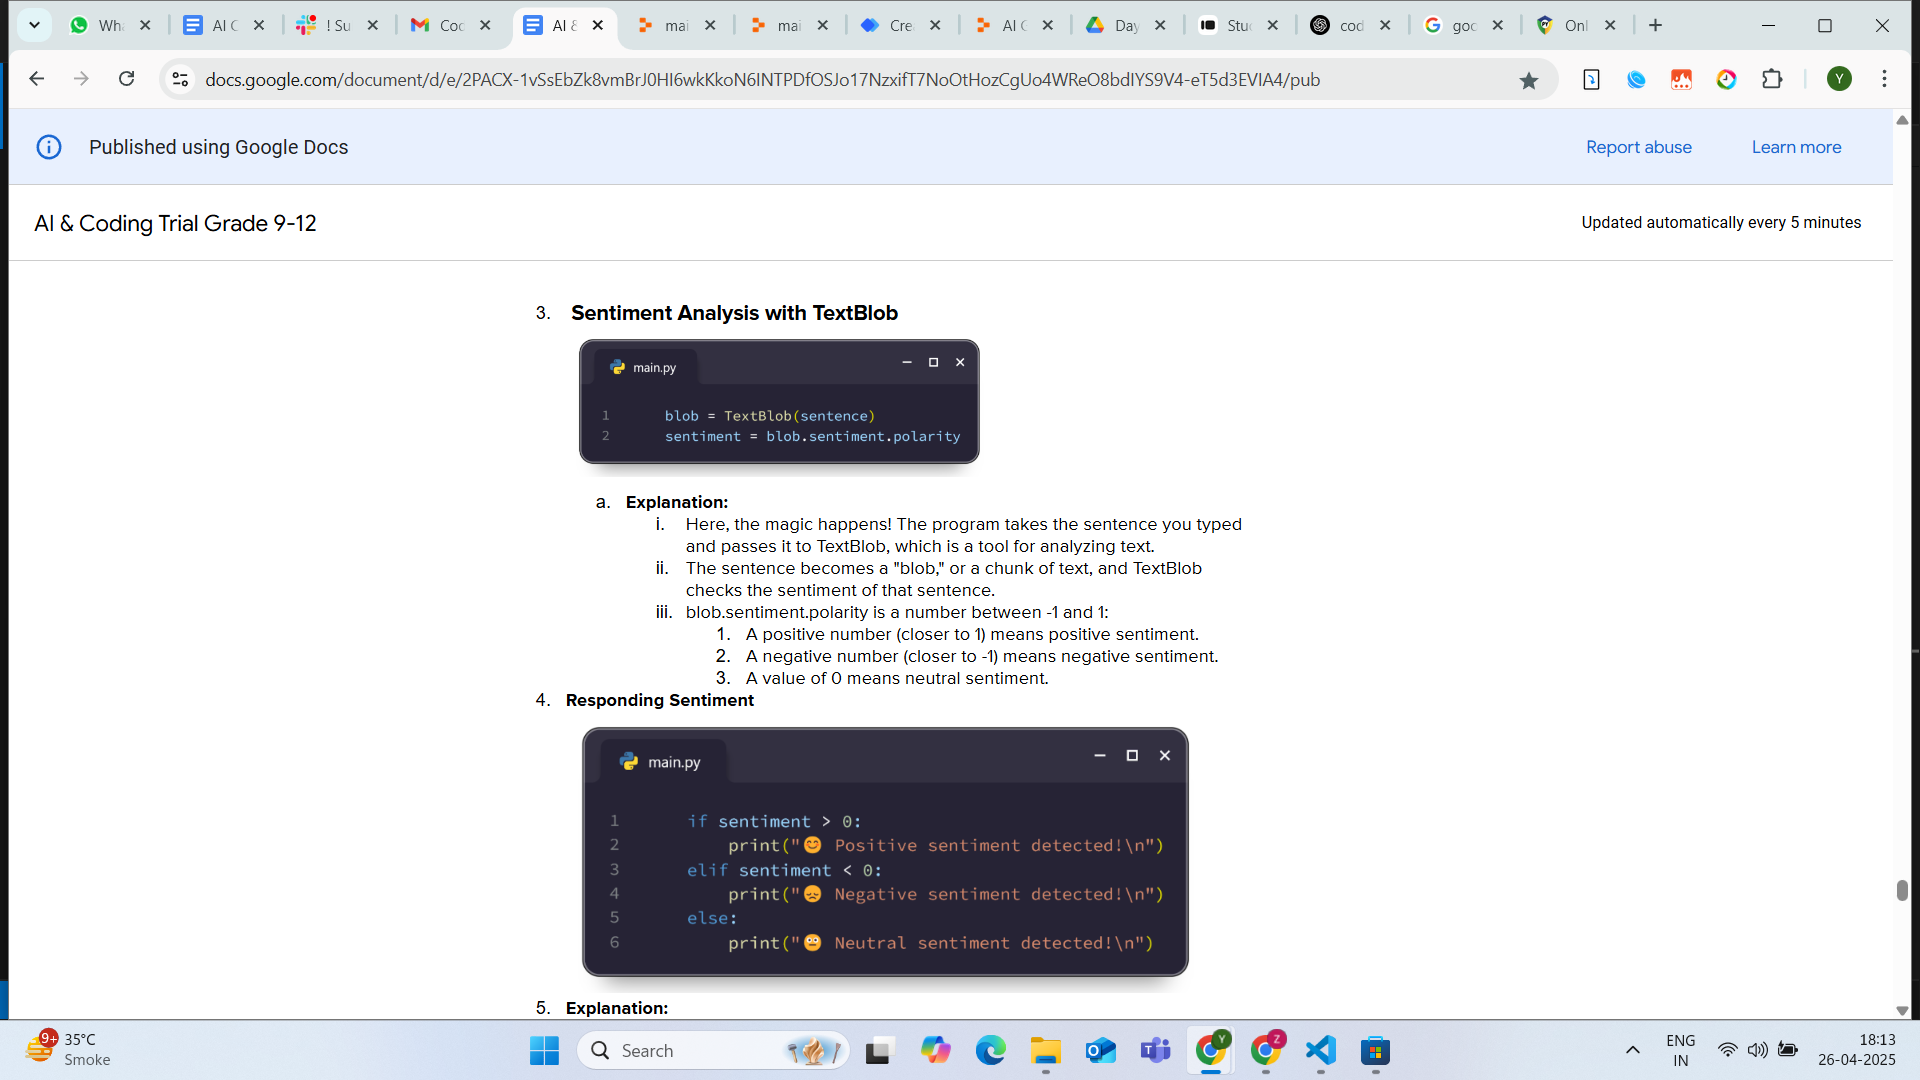 Wh
AI C
! Su
Coc
AI &
mai
mai
Cre
AI C
Day
Stud
cod
goc
Onl
docs.google.com/document/d/e/2PACX-1vSsEbZk8vmBrJ0HI6wkKkoN6INTPDfOSJo17NzxifT7NoOtHozCgUo4WReO8bdIYS9V4-eT5d3EVIA4/pub
Y
Published using Google Docs
Report abuse
Learn more
AI & Coding Trial Grade 9-12
Updated automatically every 5 minutes
3. Sentiment Analysis with TextBlob
main.py
1 blob = TextBlob(sentence)
2 sentiment = blob.sentiment.polarity
a. Explanation:
i. Here, the magic happens! The program takes the sentence you typed
and passes it to TextBlob, which is a tool for analyzing text.
ii. The sentence becomes a "blob," or a chunk of text, and TextBlob
checks the sentiment of that sentence.
iii. blob.sentiment.polarity is a number between -1 and 1:
1. A positive number (closer to 1) means positive sentiment.
2. A negative number (closer to -1) means negative sentiment.
3. A value of 0 means neutral sentiment.
4. Responding Sentiment
main.py
1 if sentiment > 0:
2 print("😊 Positive sentiment detected!\n")
3 elif sentiment < 0:
4 print("😞 Negative sentiment detected!\n")
5 else:
6 print("😐 Neutral sentiment detected!\n")
5. Explanation:
9+
35°C
Smoke
Search
Y
Z
ENG
IN
18:13
26-04-2025